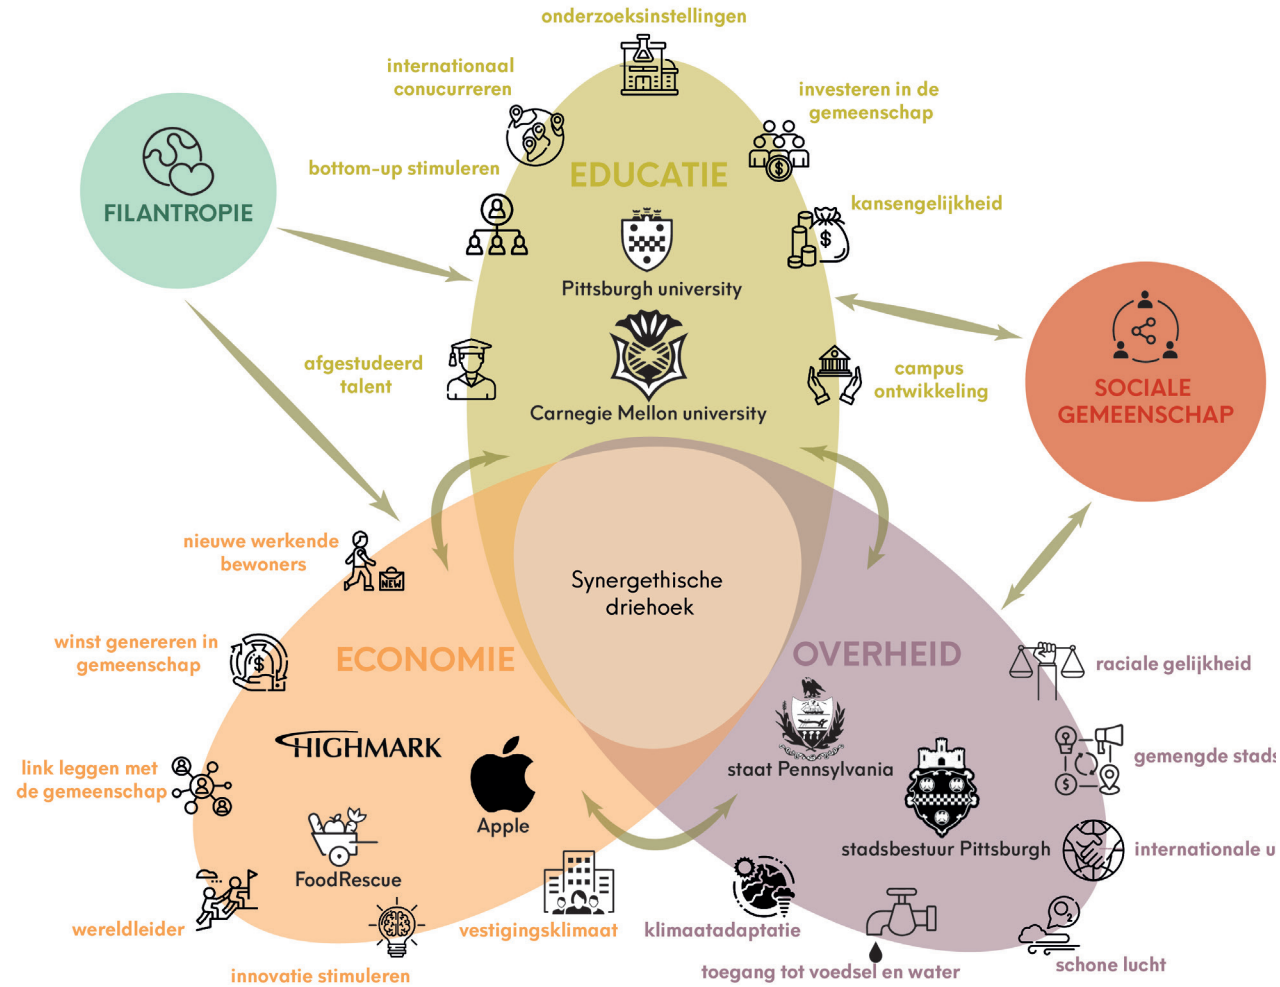 onderzoeksinstellingen
internationaal
conucurreren
investeren in de
gemeenschap
bottom-up stimuleren
EDUCATIE
kansengelijkheid
FILANTROPIE
Pittsburgh university
afgestudeerd
talent
campus
ontwikkeling
Carnegie Mellon university
SOCIALE
GEMEENSCHAP
nieuwe werkende
bewoners
NEW
Synergethische
driehoek
winst genereren in
gemeenschap
ECONOMIE
OVERHEID
raciale gelijkheid
HIGHMARK
link leggen met
de gemeenschap
Apple
staat Pennsylvania
gemengde stads
FoodRescue
stadsbestuur Pittsburgh
internationale u
wereldleider
innovatie stimuleren
vestigingsklimaat
klimaatadaptatie
toegang tot voedsel en water
O2
schone lucht